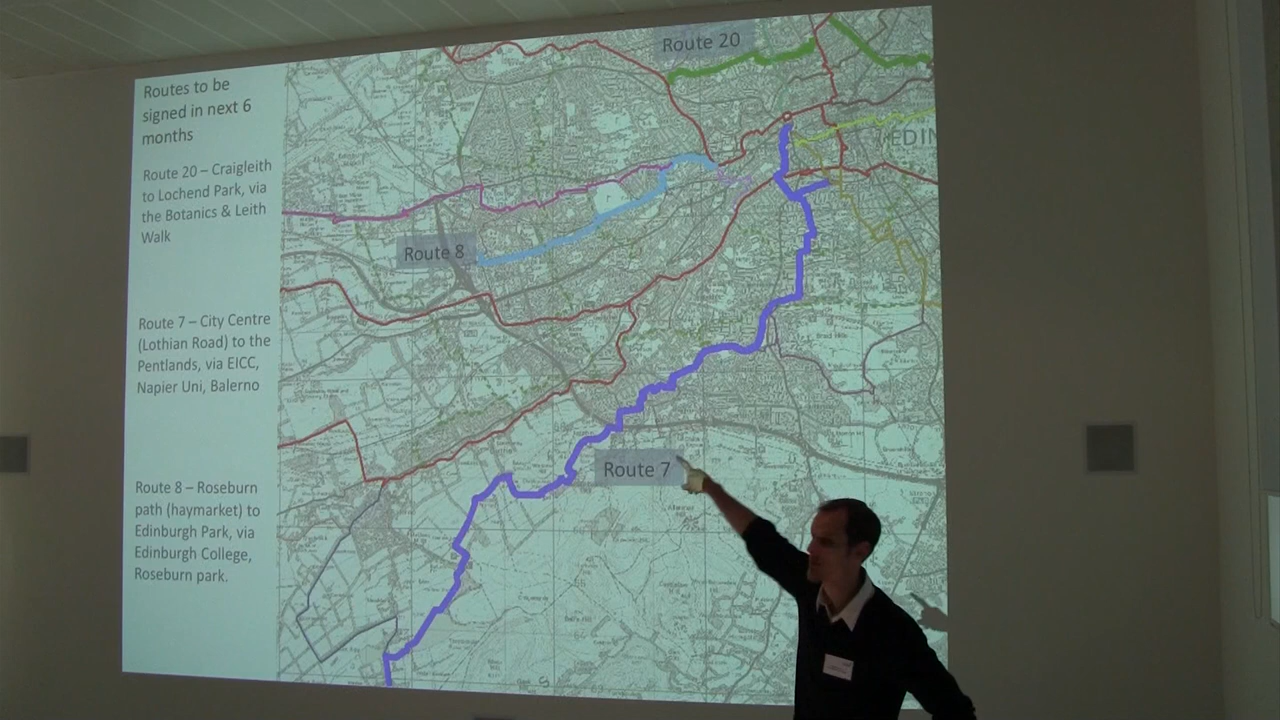 Routes to be
signed in next 6
months
Route 20 – Craigleith
to Lochend Park, via
the Botanics & Leith
Walk
Route 7 – City Centre
(Lothian Road) to the
Pentlands, via EICC,
Napier Uni, Balerno
Route 8 – Roseburn
path (haymarket) to
Edinburgh Park, via
Edinburgh College,
Roseburn park.
Route 20
EDIN
Route 8
Route 7